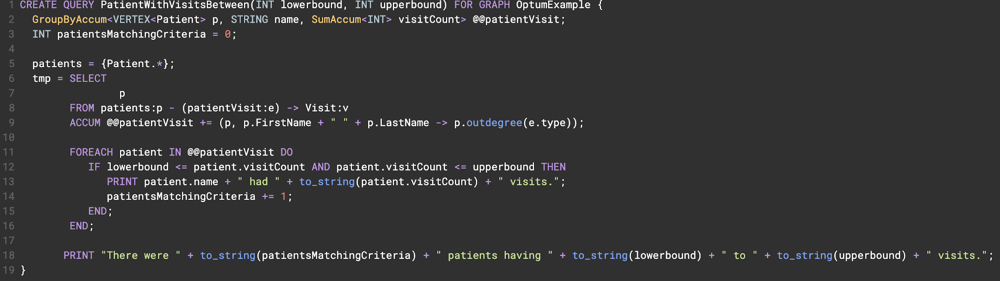 1 CREATE QUERY PatientWithVisitsBetween(INT lowerbound, INT upperbound) FOR GRAPH OptumExample {
2   GroupByAccum<VERTEX<Patient> p, STRING name, SumAccum<INT> visitCount> @@patientVisit;
3   INT patientsMatchingCriteria = 0;
4
5   patients = {Patient.*};
6   tmp = SELECT
7                 p
8         FROM patients:p - (patientVisit:e) -> Visit:v
9         ACCUM @@patientVisit += (p, p.FirstName + " " + p.LastName -> p.outdegree(e.type));
10
11         FOREACH patient IN @@patientVisit DO
12            IF lowerbound <= patient.visitCount AND patient.visitCount <= upperbound THEN
13               PRINT patient.name + " had " + to_string(patient.visitCount) + " visits.";
14               patientsMatchingCriteria += 1;
15            END;
16         END;
17
18        PRINT "There were " + to_string(patientsMatchingCriteria) + " patients having " + to_string(lowerbound) + " to " + to_string(upperbound) + " visits.";
19 }